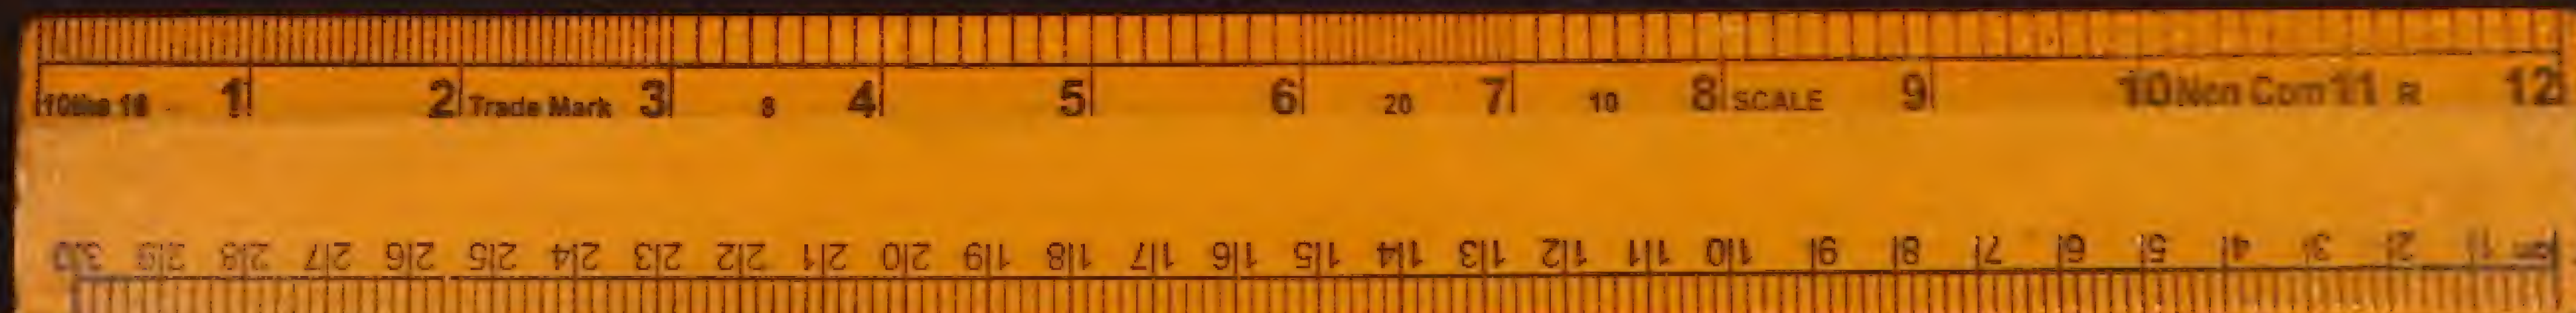 10ths 16 1 2 Trade Mark 3 8 4 5 6 20 7 10 8 SCALE 9 10 Non Com 11 R 12
cm 1 2 3 4 5 6 7 8 9 10 11 12 13 14 15 16 17 18 19 20 21 22 23 24 25 26 27 28 29 30